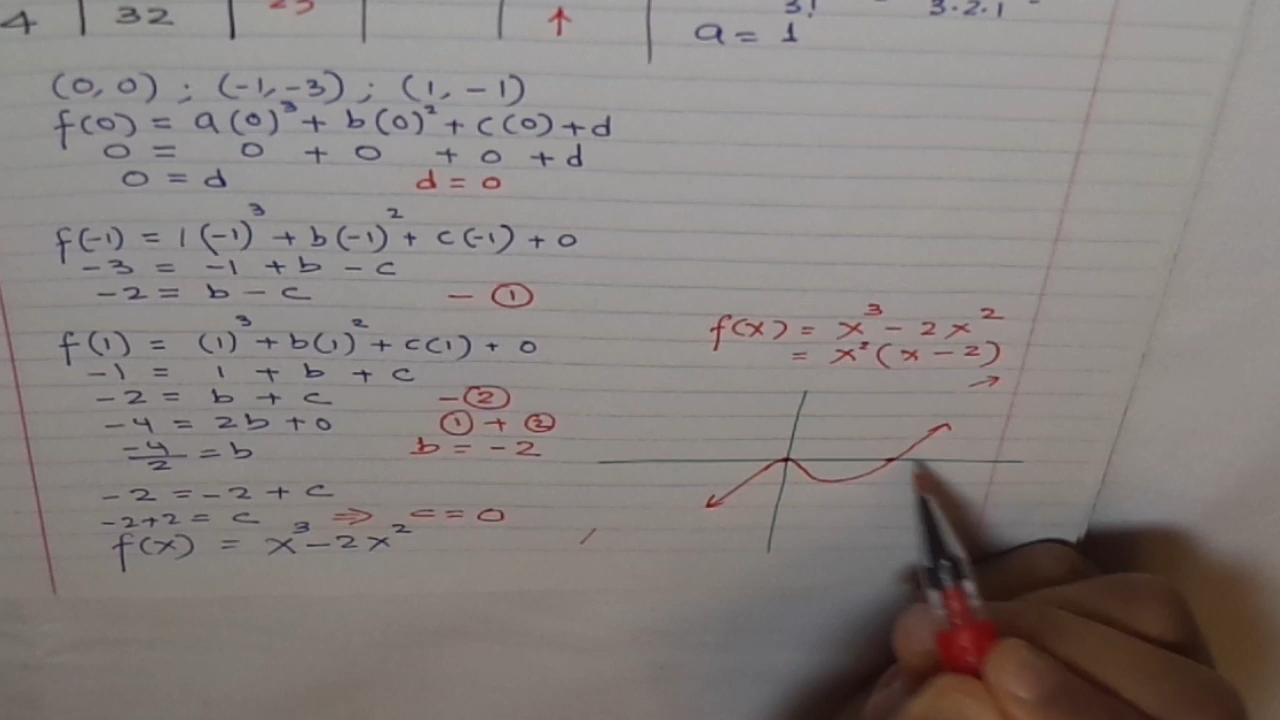 4 | 32 | 23 | | ↑ | 3! 3·2·1
a = 1
(0, 0) ; (-1, -3) ; (1, -1)
f(0) = a(0)³ + b(0)² + c(0) + d
0 = 0 + 0 + 0 + d
0 = d d = 0
f(-1) = 1(-1)³ + b(-1)² + c(-1) + 0
-3 = -1 + b - c
-2 = b - c - ①
f(1) = (1)³ + b(1)² + c(1) + 0
-1 = 1 + b + c
-2 = b + c - ②
-4 = 2b + 0 ① + ②
-4/2 = b b = -2
-2 = -2 + c
-2+2 = c ⇒ c = 0
f(x) = x³ - 2x²
f(x) = x³ - 2x²
= x²(x - 2)
→